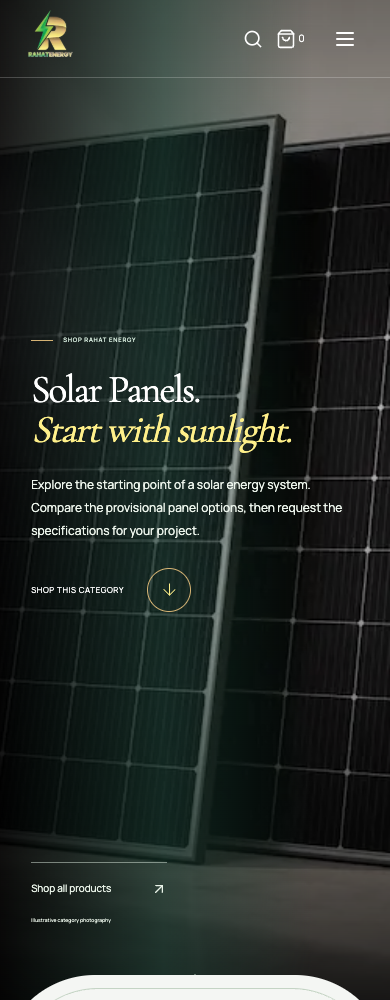 RAHATENERGY
0
SHOP RAHAT ENERGY
Solar Panels.
Start with sunlight.
Explore the starting point of a solar energy system.
Compare the provisional panel options, then request the
specifications for your project.
SHOP THIS CATEGORY
Shop all products
Illustrative category photography